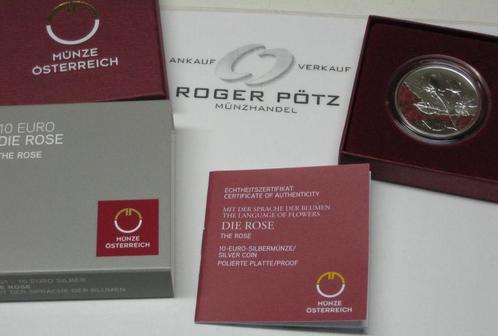 MÜNZE
ÖSTERREICH
10 EURO
DIE ROSE
THE ROSE
MÜNZE
ÖSTERREICH
10 EURO SILBER
MIT DER SPRACHE DER BLUMEN
ANKAUF VERKAUF
ROGER PÖTZ
MÜNZHANDEL
ECHTHEITSZERTIFIKAT
CERTIFICATE OF AUTHENTICITY
MIT DER SPRACHE DER BLUMEN
THE LANGUAGE OF FLOWERS
DIE ROSE
THE ROSE
10-EURO-SILBERMÜNZE/
SILVER COIN
POLIERTE PLATTE/PROOF
MÜNZE
ÖSTERREICH